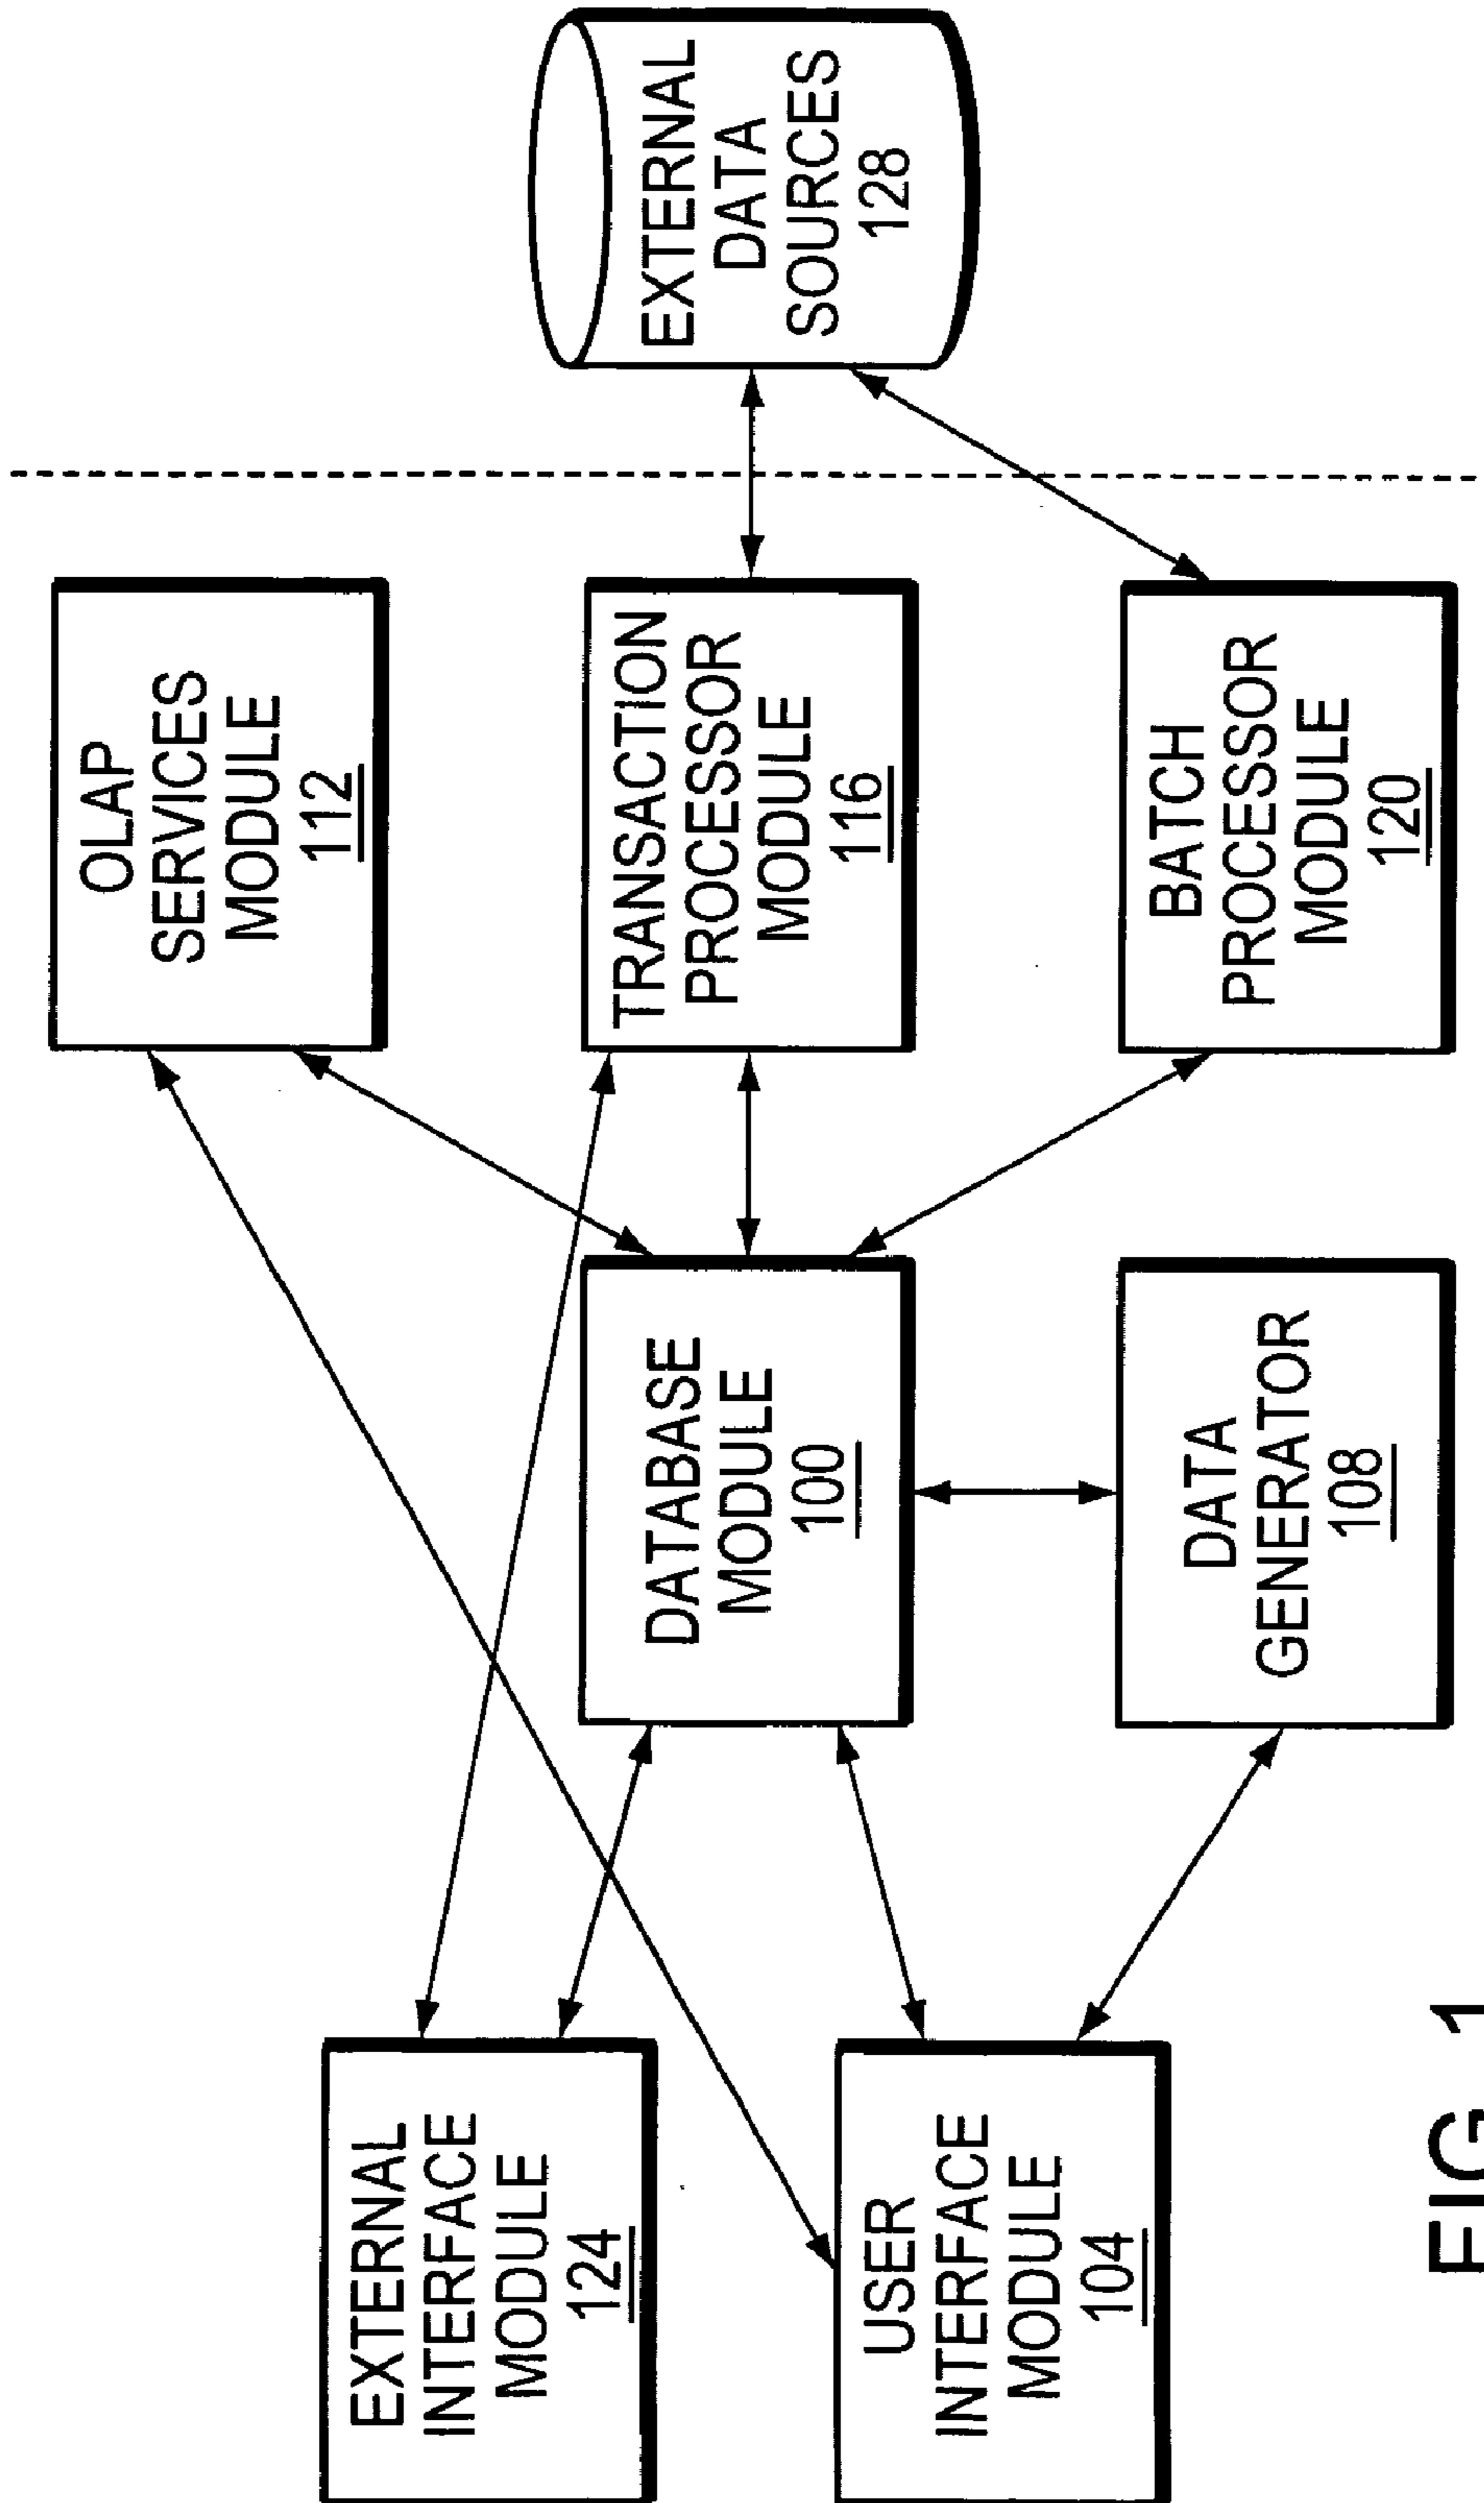 EXTERNAL
INTERFACE
MODULE
124
USER
INTERFACE
MODULE
104
DATABASE
MODULE
100
DATA
GENERATOR
108
OLAP
SERVICES
MODULE
112
TRANSACTION
PROCESSOR
MODULE
116
BATCH
PROCESSOR
MODULE
120
EXTERNAL
DATA
SOURCES
128
FIG 1